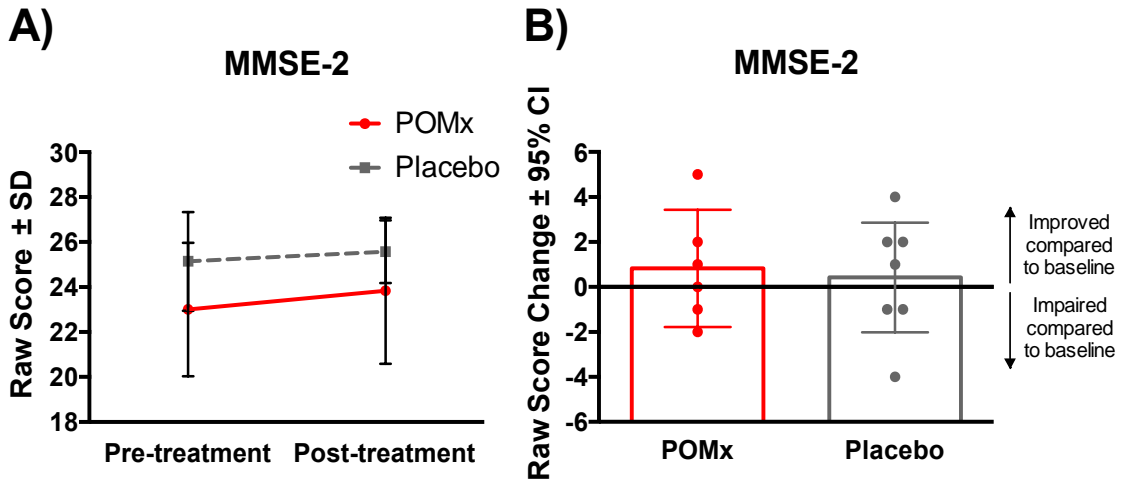 A)
MMSE-2
POMx
Placebo
Raw Score ± SD
30
28
26
24
22
20
18
Pre-treatment Post-treatment
B)
MMSE-2
Raw Score Change ± 95% CI
6
4
2
0
-2
-4
-6
POMx Placebo
Improved
compared
to baseline
Impaired
compared
to baseline